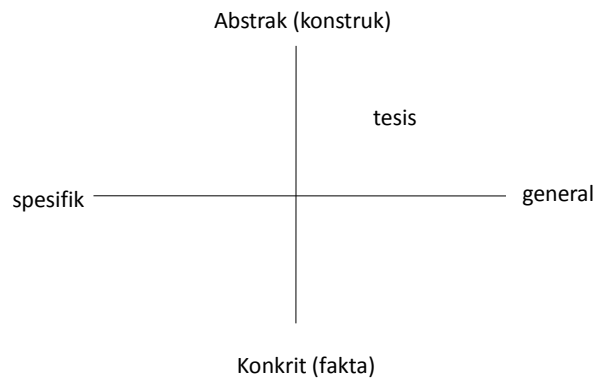 Abstrak (konstruk)
tesis
spesifik
general
Konkrit (fakta)